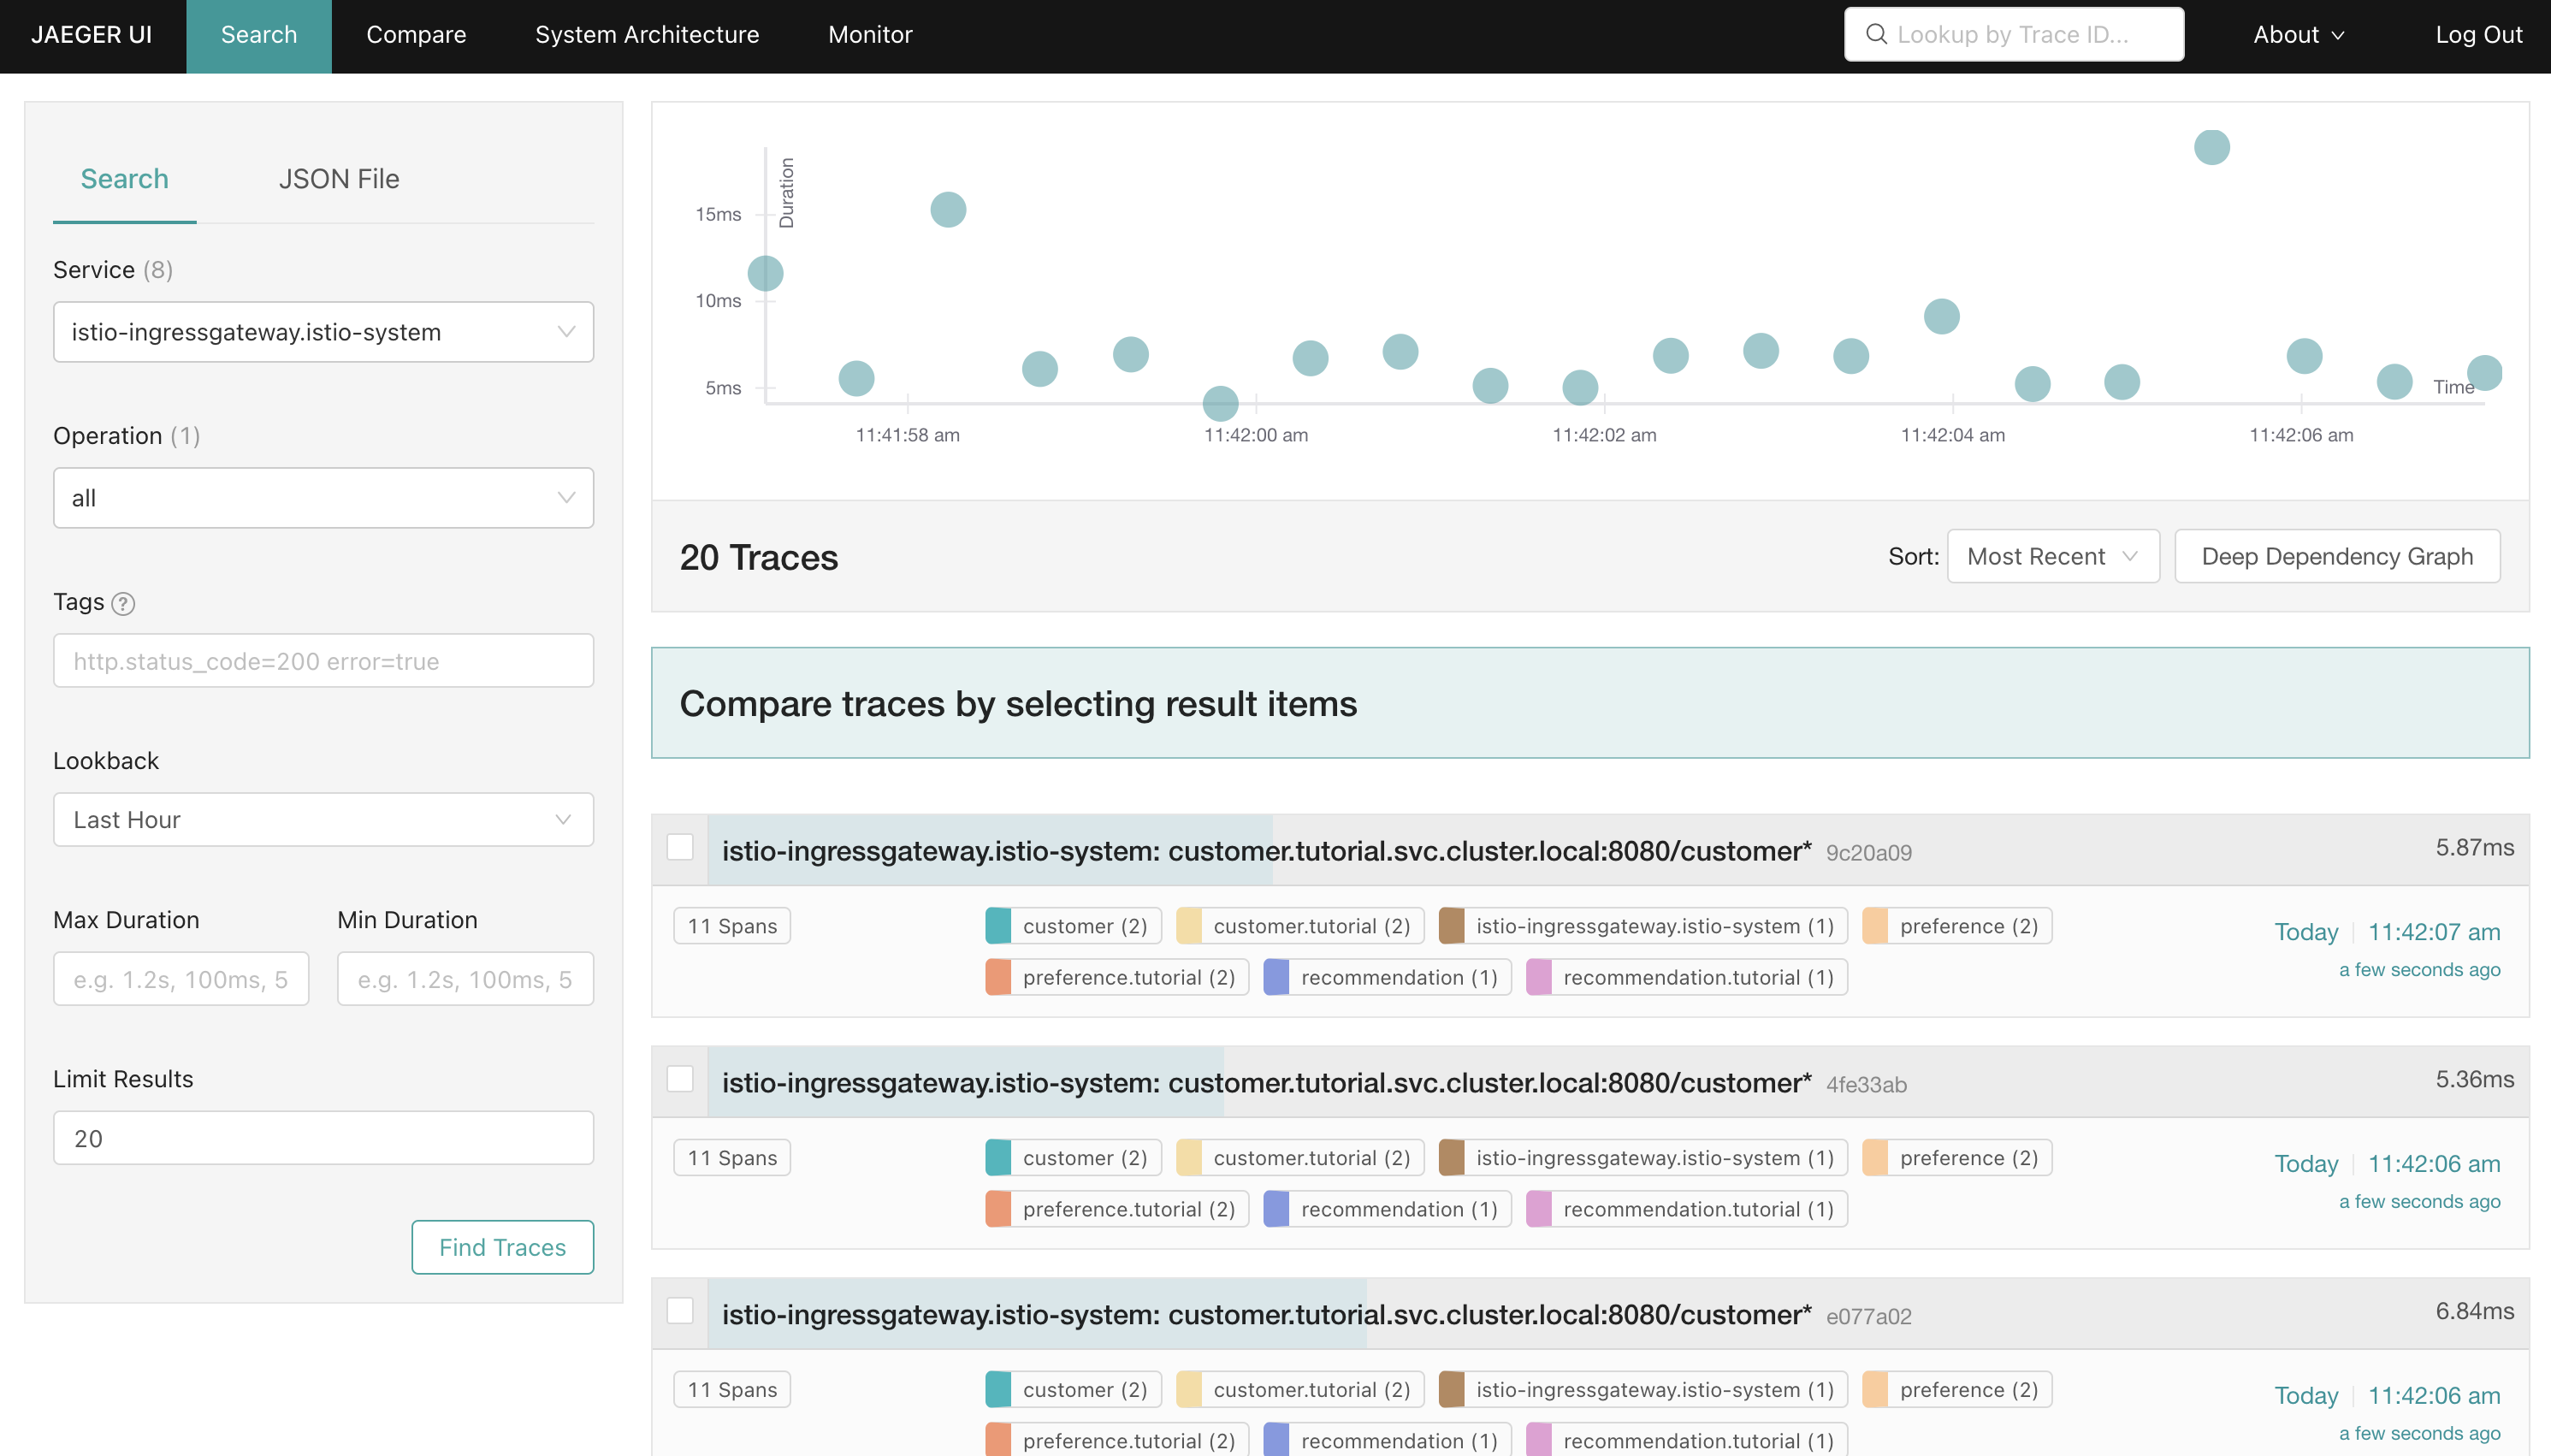 JAEGER UI Search Compare System Architecture Monitor Lookup by Trace ID... About Log Out
Search JSON File
Service (8)
istio-ingressgateway.istio-system
Operation (1)
all
Tags ?
http.status_code=200 error=true
Lookback
Last Hour
Max Duration Min Duration
e.g. 1.2s, 100ms, 5 e.g. 1.2s, 100ms, 5
Limit Results
20
Find Traces
Duration
15ms
10ms
5ms
Time
11:41:58 am 11:42:00 am 11:42:02 am 11:42:04 am 11:42:06 am
20 Traces Sort: Most Recent Deep Dependency Graph
Compare traces by selecting result items
istio-ingressgateway.istio-system: customer.tutorial.svc.cluster.local:8080/customer* 9c20a09 5.87ms
11 Spans customer (2) customer.tutorial (2) istio-ingressgateway.istio-system (1) preference (2) Today 11:42:07 am
preference.tutorial (2) recommendation (1) recommendation.tutorial (1) a few seconds ago
istio-ingressgateway.istio-system: customer.tutorial.svc.cluster.local:8080/customer* 4fe33ab 5.36ms
11 Spans customer (2) customer.tutorial (2) istio-ingressgateway.istio-system (1) preference (2) Today 11:42:06 am
preference.tutorial (2) recommendation (1) recommendation.tutorial (1) a few seconds ago
istio-ingressgateway.istio-system: customer.tutorial.svc.cluster.local:8080/customer* e077a02 6.84ms
11 Spans customer (2) customer.tutorial (2) istio-ingressgateway.istio-system (1) preference (2) Today 11:42:06 am
preference.tutorial (2) recommendation (1) recommendation.tutorial (1) a few seconds ago